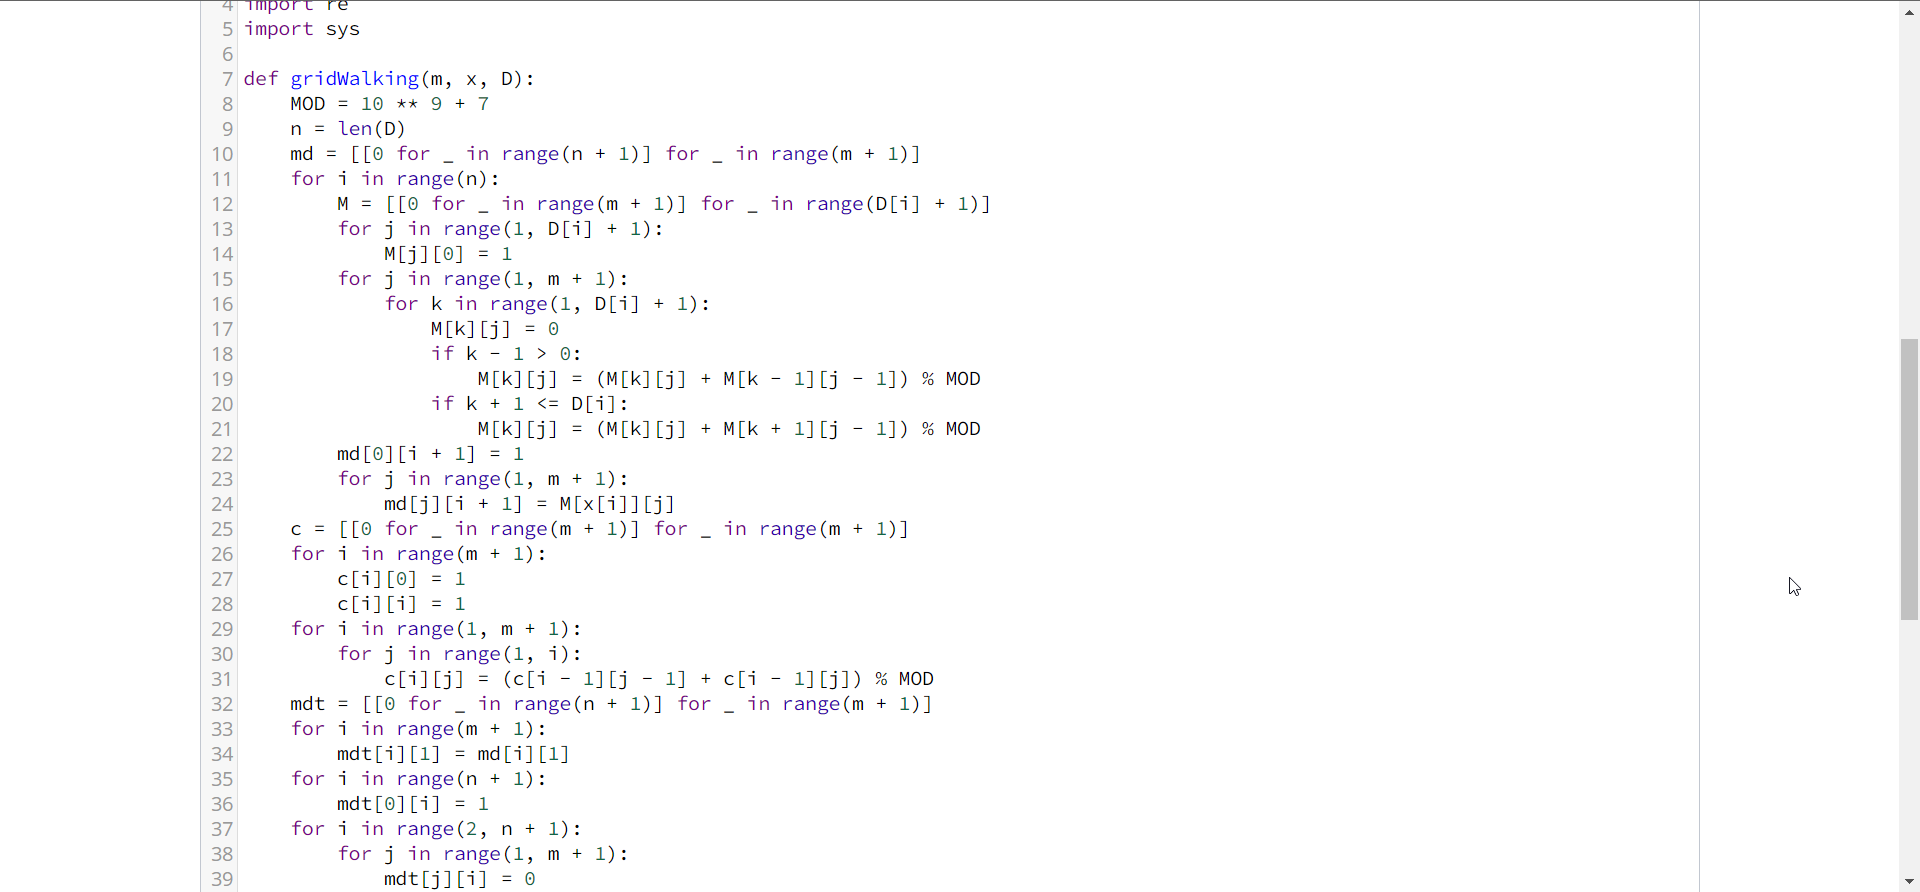 4 import re
5 import sys
6
7 def gridWalking(m, x, D):
8     MOD = 10 ** 9 + 7
9     n = len(D)
10     md = [[0 for _ in range(n + 1)] for _ in range(m + 1)]
11     for i in range(n):
12         M = [[0 for _ in range(m + 1)] for _ in range(D[i] + 1)]
13         for j in range(1, D[i] + 1):
14             M[j][0] = 1
15         for j in range(1, m + 1):
16             for k in range(1, D[i] + 1):
17                 M[k][j] = 0
18                 if k - 1 > 0:
19                     M[k][j] = (M[k][j] + M[k - 1][j - 1]) % MOD
20                 if k + 1 <= D[i]:
21                     M[k][j] = (M[k][j] + M[k + 1][j - 1]) % MOD
22         md[0][i + 1] = 1
23         for j in range(1, m + 1):
24             md[j][i + 1] = M[x[i]][j]
25     c = [[0 for _ in range(m + 1)] for _ in range(m + 1)]
26     for i in range(m + 1):
27         c[i][0] = 1
28         c[i][i] = 1
29     for i in range(1, m + 1):
30         for j in range(1, i):
31             c[i][j] = (c[i - 1][j - 1] + c[i - 1][j]) % MOD
32     mdt = [[0 for _ in range(n + 1)] for _ in range(m + 1)]
33     for i in range(m + 1):
34         mdt[i][1] = md[i][1]
35     for i in range(n + 1):
36         mdt[0][i] = 1
37     for i in range(2, n + 1):
38         for j in range(1, m + 1):
39             mdt[j][i] = 0